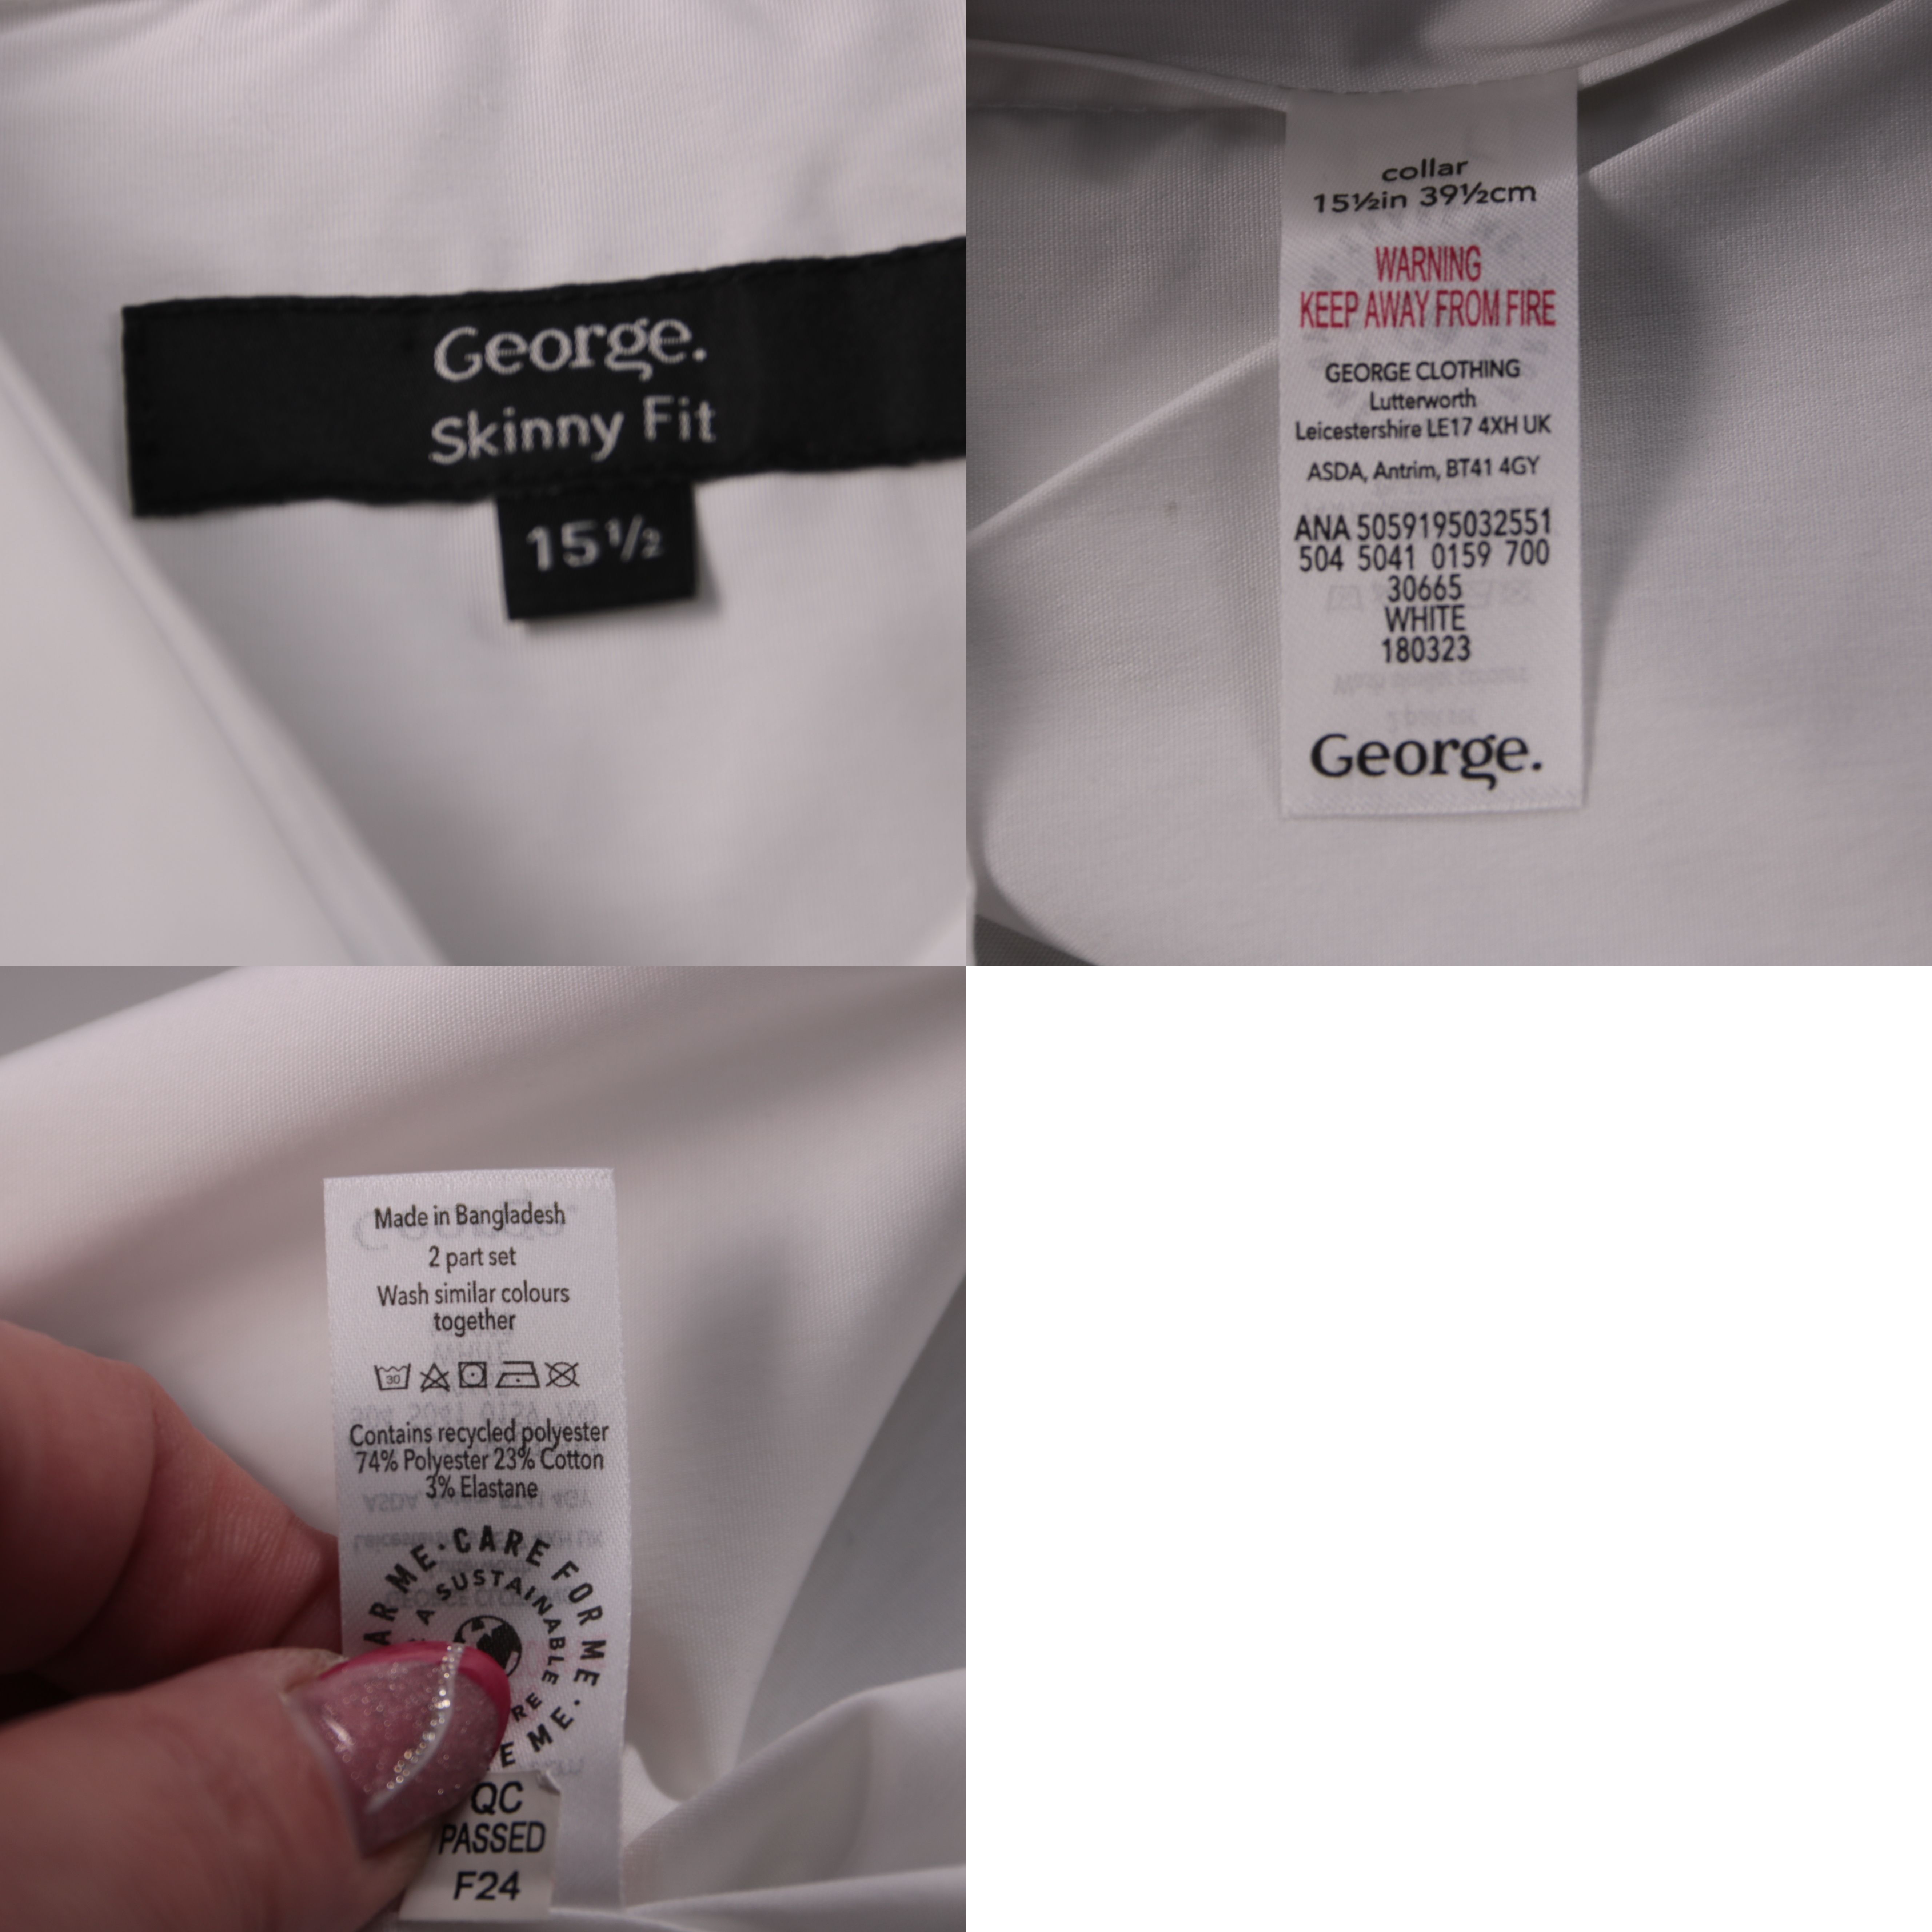 George.
Skinny Fit
15½
collar
15½in 39½cm
WARNING
KEEP AWAY FROM FIRE
GEORGE CLOTHING
Lutterworth
Leicestershire LE17 4XH UK
ASDA, Antrim, BT41 4GY
ANA 5059195032551
504 5041 0159 700
30665
WHITE
180323
George.
Made in Bangladesh
2 part set
Wash similar colours
together
30
Contains recycled polyester
74% Polyester 23% Cotton
3% Elastane
CARE FOR ME
ME
A SUSTAINABLE
QC
PASSED
F24